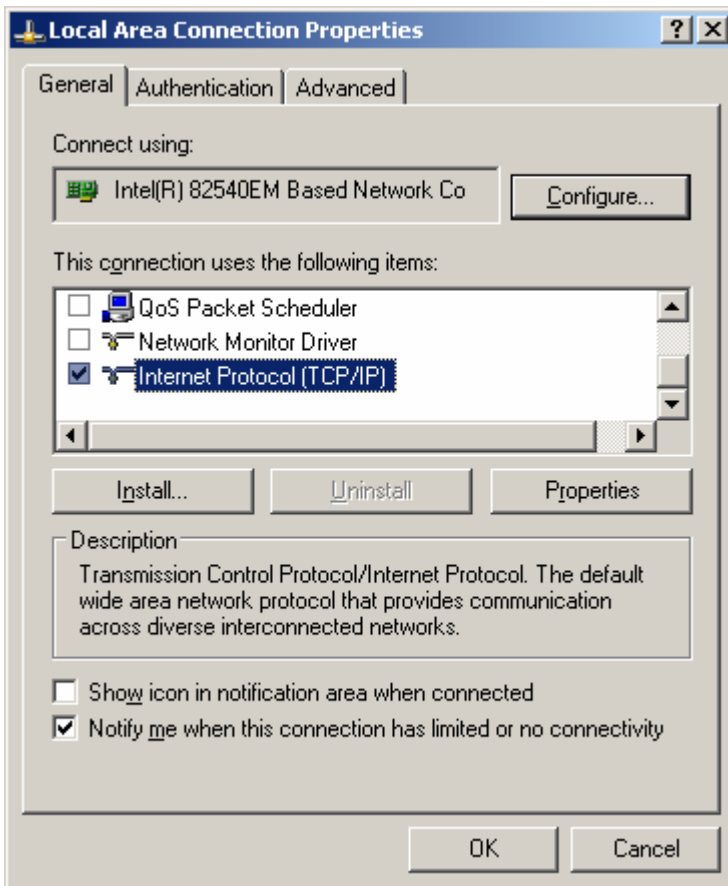 Local Area Connection Properties
General Authentication Advanced
Connect using:
Intel(R) 82540EM Based Network Co
Configure...
This connection uses the following items:
QoS Packet Scheduler
Network Monitor Driver
Internet Protocol (TCP/IP)
Install... Uninstall Properties
Description
Transmission Control Protocol/Internet Protocol. The default
wide area network protocol that provides communication
across diverse interconnected networks.
Show icon in notification area when connected
Notify me when this connection has limited or no connectivity
OK Cancel